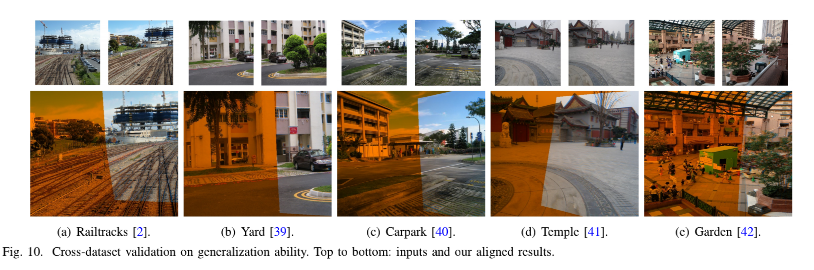 (a) Railtracks [2]. (b) Yard [39]. (c) Carpark [40]. (d) Temple [41]. (e) Garden [42].
Fig. 10. Cross-dataset validation on generalization ability. Top to bottom: inputs and our aligned results.